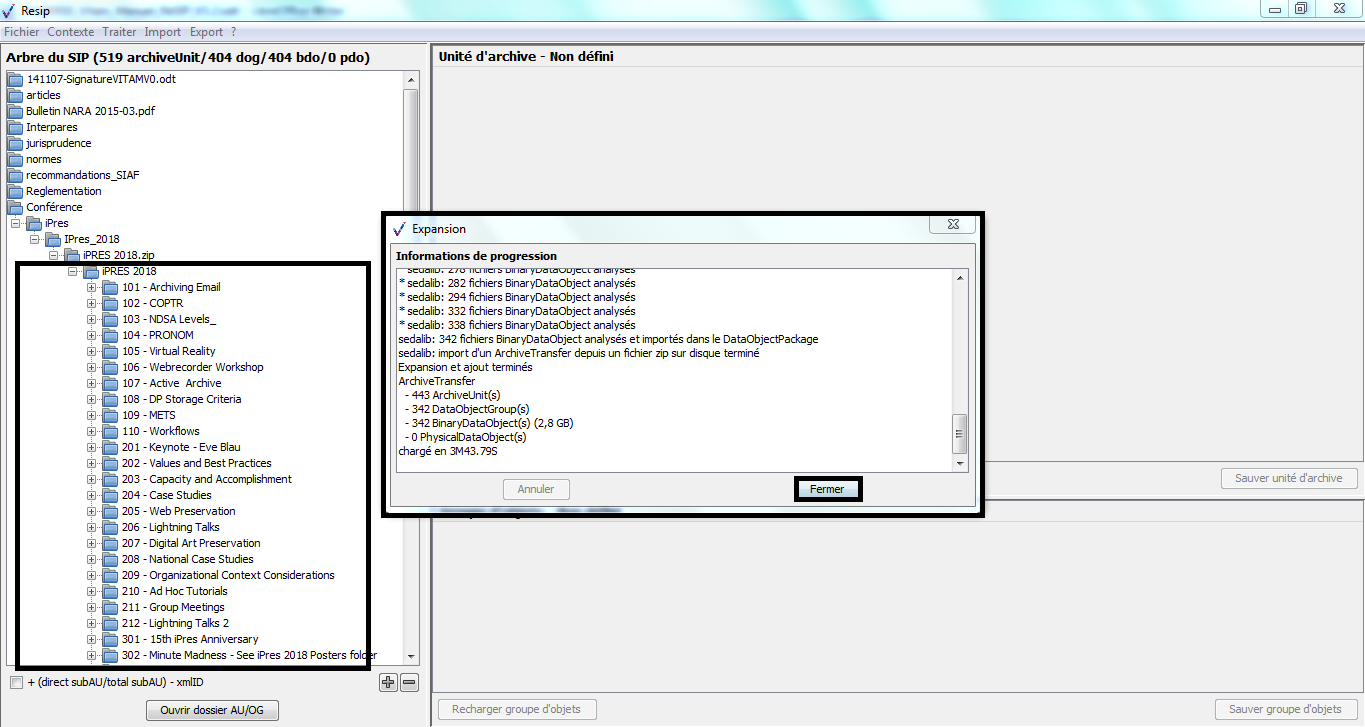 Resip
Fichier Contexte Traiter Import Export ?
Arbre du SIP (519 archiveUnit/404 dog/404 bdo/0 pdo)
141107-SignatureVITAMV0.odt
articles
Bulletin NARA 2015-03.pdf
Interpares
jurisprudence
normes
recommandations_SIAF
Reglementation
Conférence
iPres
IPres_2018
iPRES 2018.zip
iPRES 2018
101 - Archiving Email
102 - COPTR
103 - NDSA Levels_
104 - PRONOM
105 - Virtual Reality
106 - Webrecorder Workshop
107 - Active  Archive
108 - DP Storage Criteria
109 - METS
110 - Workflows
201 - Keynote - Eve Blau
202 - Values and Best Practices
203 - Capacity and Accomplishment
204 - Case Studies
205 - Web Preservation
206 - Lightning Talks
207 - Digital Art Preservation
208 - National Case Studies
209 - Organizational Context Considerations
210 - Ad Hoc Tutorials
211 - Group Meetings
212 - Lightning Talks 2
301 - 15th iPres Anniversary
302 - Minute Madness - See iPres 2018 Posters folder
+ (direct subAU/total subAU) - xmlID
Ouvrir dossier AU/OG
Unité d'archive - Non défini
Expansion
Informations de progression
* sedalib: 278 fichiers BinaryDataObject analysés
* sedalib: 282 fichiers BinaryDataObject analysés
* sedalib: 294 fichiers BinaryDataObject analysés
* sedalib: 332 fichiers BinaryDataObject analysés
* sedalib: 338 fichiers BinaryDataObject analysés
sedalib: 342 fichiers BinaryDataObject analysés et importés dans le DataObjectPackage
sedalib: import d'un ArchiveTransfer depuis un fichier zip sur disque terminé
Expansion et ajout terminés
ArchiveTransfer
- 443 ArchiveUnit(s)
- 342 DataObjectGroup(s)
- 342 BinaryDataObject(s) (2,8 GB)
- 0 PhysicalDataObject(s)
chargé en 3M43.79S
Annuler Fermer
Sauver unité d'archive
Recharger groupe d'objets Sauver groupe d'objets